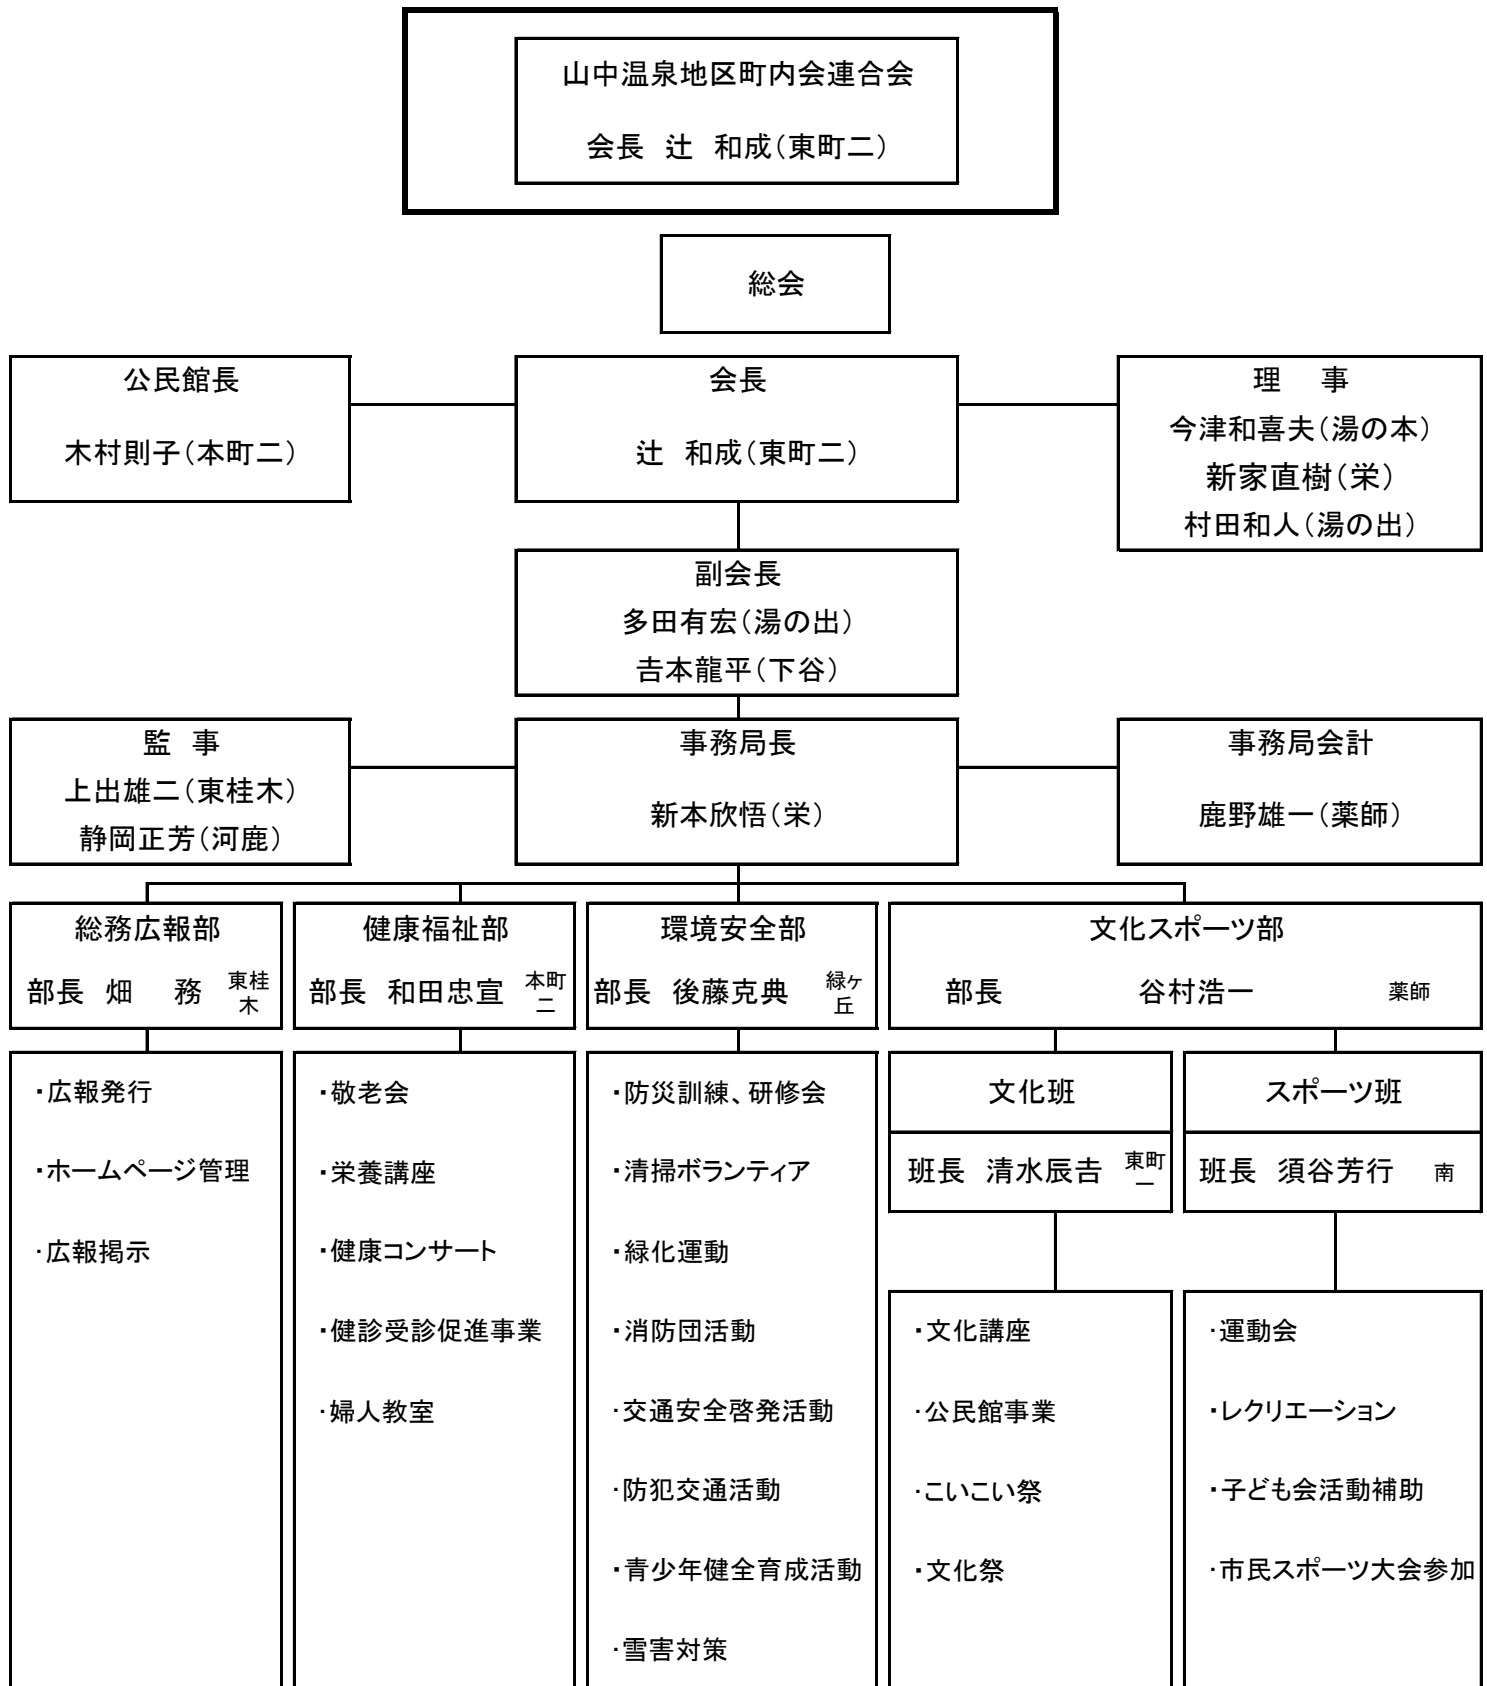 山中温泉地区町内会連合会
会長 辻 和成(東町二)
総会
公民館長
木村則子(本町二)
会長
辻 和成(東町二)
理 事
今津和喜夫(湯の本)
新家直樹(栄)
村田和人(湯の出)
副会長
多田有宏(湯の出)
𠮷本龍平(下谷)
監 事
上出雄二(東桂木)
静岡正芳(河鹿)
事務局長
新本欣悟(栄)
事務局会計
鹿野雄一(薬師)
総務広報部
部長 畑 務 東桂木
健康福祉部
部長 和田忠宣 本町二
環境安全部
部長 後藤克典 緑ヶ丘
文化スポーツ部
部長 谷村浩一 薬師
・広報発行
・ホームページ管理
・広報掲示
・敬老会
・栄養講座
・健康コンサート
・健診受診促進事業
・婦人教室
・防災訓練、研修会
・清掃ボランティア
・緑化運動
・消防団活動
・交通安全啓発活動
・防犯交通活動
・青少年健全育成活動
・雪害対策
文化班
班長 清水辰𠮷 東町一
・文化講座
・公民館事業
・こいこい祭
・文化祭
スポーツ班
班長 須谷芳行 南
・運動会
・レクリエーション
・子ども会活動補助
・市民スポーツ大会参加